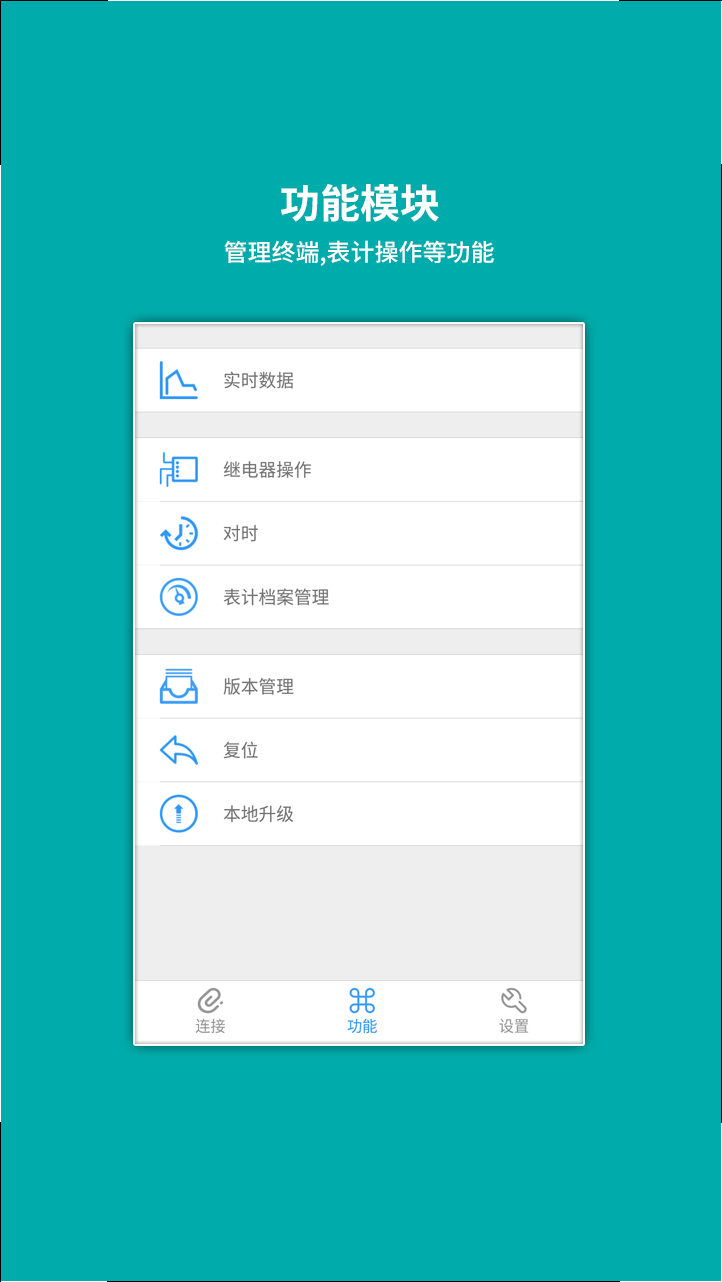 功能模块
管理终端,表计操作等功能
实时数据
继电器操作
对时
表计档案管理
版本管理
复位
本地升级
连接
功能
设置